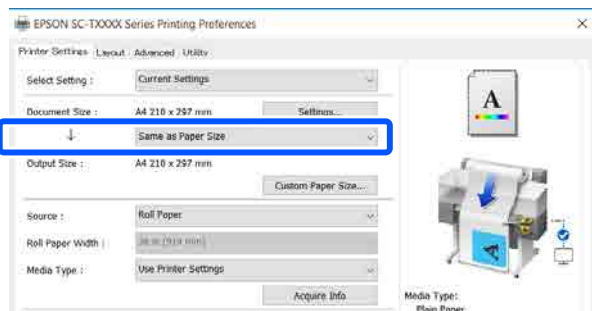 EPSON SC-TXXXX Series Printing Preferences
Printer Settings Layout Advanced Utility
Select Setting : Current Settings
Document Size : A4 210 x 297 mm Settings...
↓ Same as Paper Size
Output Size : A4 210 x 297 mm
Custom Paper Size...
Source : Roll Paper
Roll Paper Width :
Media Type : Use Printer Settings
Acquire Info
A
Media Type:
Plain Paper